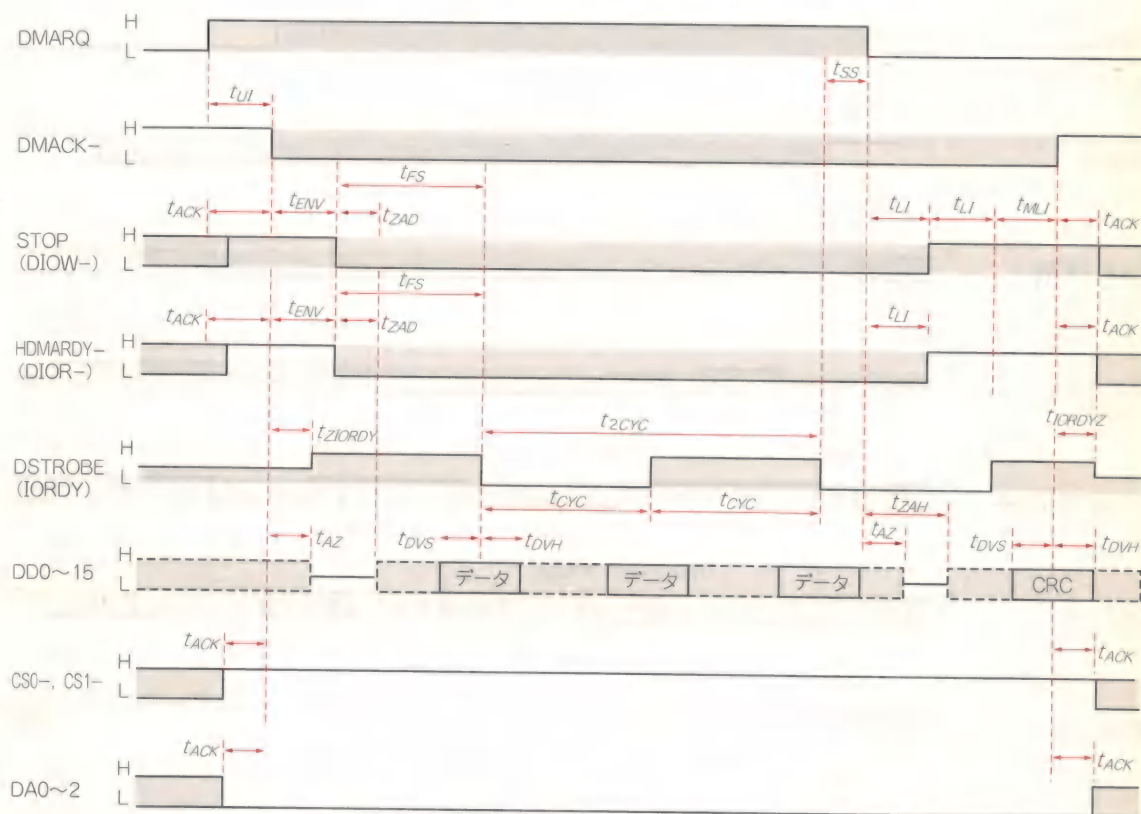 DMARQ
H
L
tUI
tSS
DMACK-
H
L
tFS
tACK
tENV
tZAD
tLI
tLI
tMLI
tACK
STOP
(DIOW-)
H
L
tFS
tACK
tENV
tZAD
tLI
tACK
HDMARDY-
(DIOR-)
H
L
t2CYC
tZIORDY
tIORDYZ
DSTROBE
(IORDY)
H
L
tCYC
tCYC
tZAH
tAZ
tDVS
tDVH
tAZ
tDVS
tDVH
DD0〜15
H
L
データ
データ
データ
CRC
tACK
tACK
CS0-, CS1-
H
L
tACK
tACK
DA0〜2
H
L